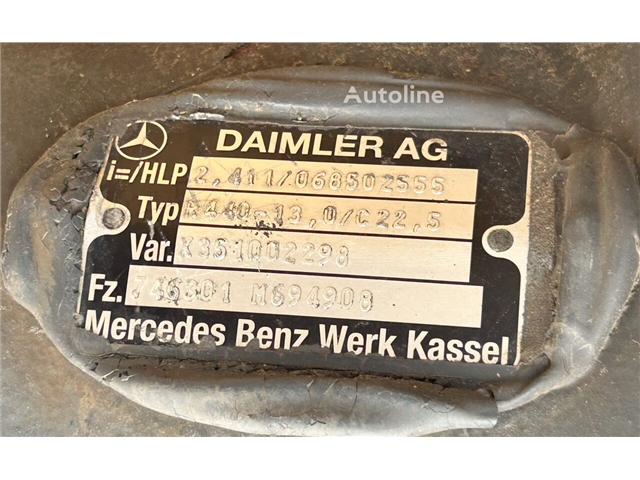 Autoline
DAIMLER AG
i=/HLP 2,411/068502555
Typ R440-13,0/C22,5
Var. K351002298
Fz. 746301 M694908
Mercedes Benz Werk Kassel